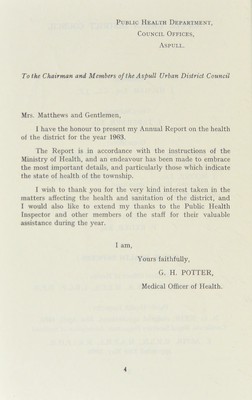 Public Health Department,
Council Offices,
Aspull.
To the Chairman and Members of the Aspull Urban District Council
Mrs. Matthews and Gentlemen,
I have the honour to present my Annual Report on the health
of the district for the year 1963.
The Report is in accordance with the instructions of the
Ministry of Health, and an endeavour has been made to embrace
the most important details, and particularly those which indicate
the state of health of the township.
I wish to thank you for the very kind interest taken in the
matters affecting the health and sanitation of the district, and
I would also like to extend my thanks to the Public Health
Inspector and other members of the staff for their valuable
assistance during the year.
I am,
Yours faithfully,
G. H. POTTER,
Medical Officer of Health.
4